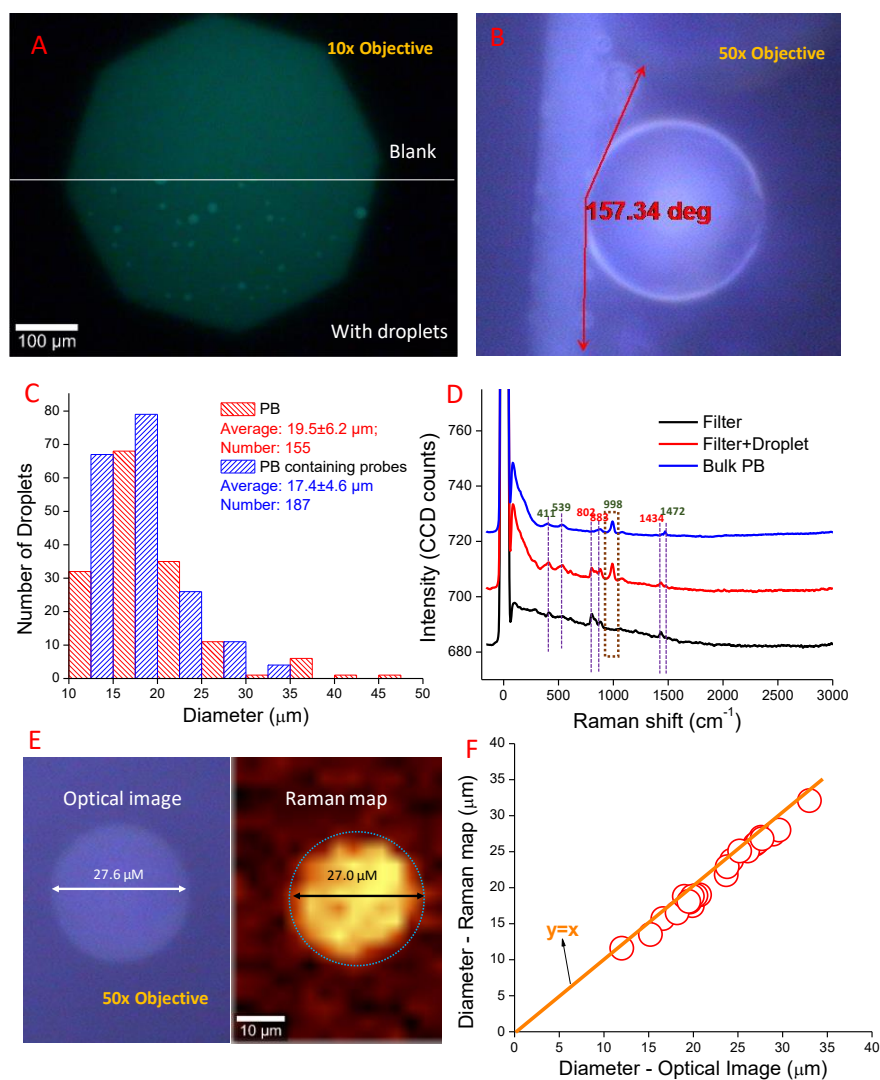 A
10x Objective
Blank
100 µm
With droplets
B
50x Objective
157.34 deg
C
PB
Average: 19.5±6.2 µm;
Number: 155
PB containing probes
Average: 17.4±4.6 µm
Number: 187
Number of Droplets
80
70
60
50
40
30
20
10
0
10 15 20 25 30 35 40 45 50
Diameter (µm)
D
Filter
Filter+Droplet
Bulk PB
Intensity (CCD counts)
760
740
720
700
680
411 539 802 883 998 1434 1472
0 500 1000 1500 2000 2500 3000
Raman shift (cm⁻¹)
E
Optical image
27.6 µM
50x Objective
Raman map
27.0 µM
10 µm
F
Diameter - Raman map (µm)
40
35
30
25
20
15
10
5
0
y=x
0 5 10 15 20 25 30 35 40
Diameter - Optical Image (µm)